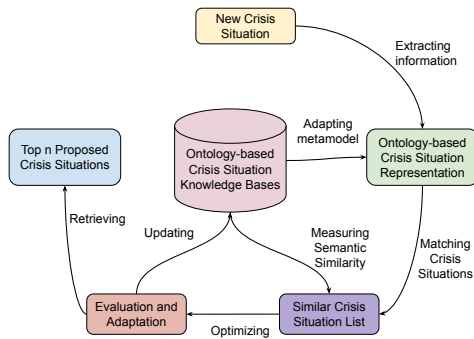 New Crisis
Situation
Extracting
information
Adapting
metamodel
Top n Proposed
Crisis Situations
Ontology-based
Crisis Situation
Knowledge Bases
Ontology-based
Crisis Situation
Representation
Retrieving
Updating
Measuring
Semantic
Similarity
Matching
Crisis
Situations
Evaluation and
Adaptation
Optimizing
Similar Crisis
Situation List